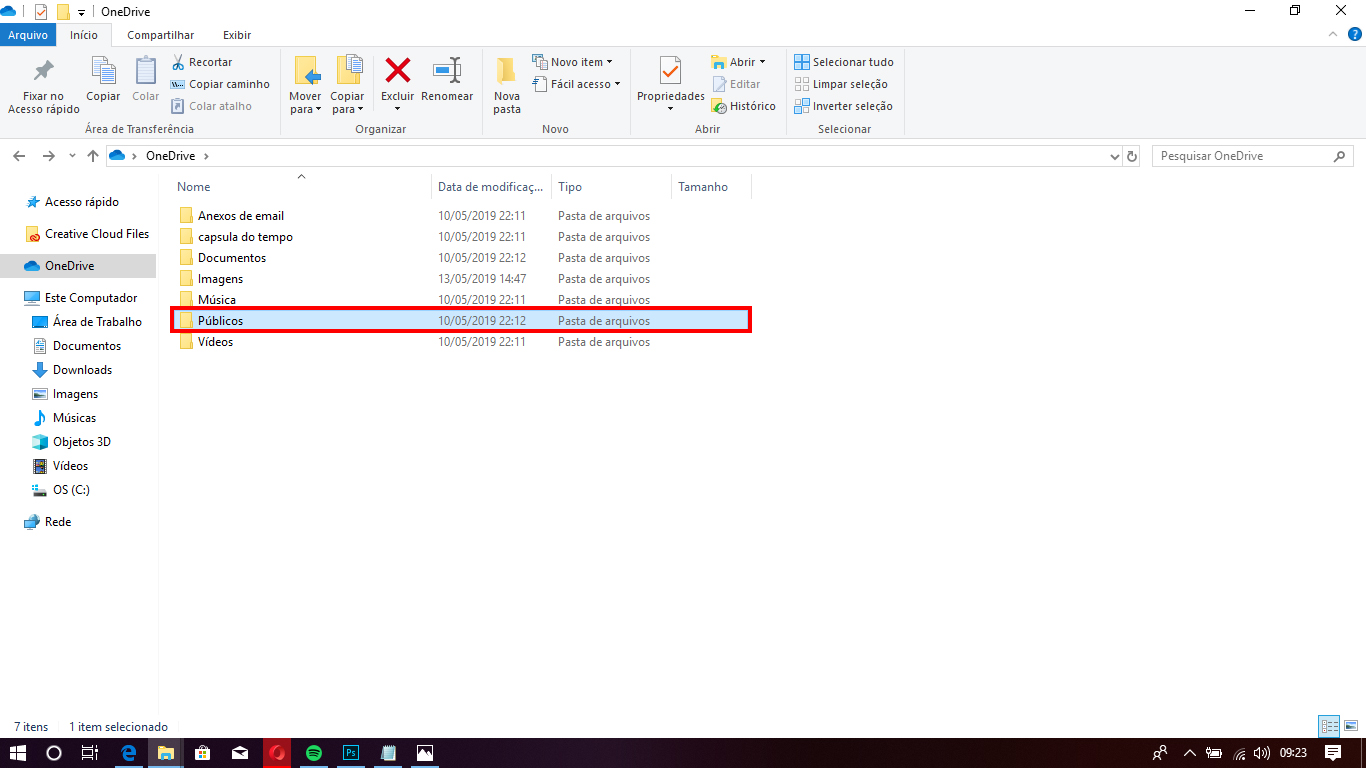 OneDrive
Arquivo Início Compartilhar Exibir
Fixar no Acesso rápido
Copiar
Colar
Recortar
Copiar caminho
Colar atalho
Área de Transferência
Mover para
Copiar para
Excluir
Renomear
Organizar
Nova pasta
Novo item
Fácil acesso
Novo
Propriedades
Abrir
Editar
Histórico
Abrir
Selecionar tudo
Limpar seleção
Inverter seleção
Selecionar
OneDrive
Pesquisar OneDrive
Acesso rápido
Creative Cloud Files
OneDrive
Este Computador
Área de Trabalho
Documentos
Downloads
Imagens
Músicas
Objetos 3D
Vídeos
OS (C:)
Rede
Nome Data de modificaç... Tipo Tamanho
Anexos de email 10/05/2019 22:11 Pasta de arquivos
capsula do tempo 10/05/2019 22:11 Pasta de arquivos
Documentos 10/05/2019 22:12 Pasta de arquivos
Imagens 13/05/2019 14:47 Pasta de arquivos
Música 10/05/2019 22:11 Pasta de arquivos
Públicos 10/05/2019 22:12 Pasta de arquivos
Vídeos 10/05/2019 22:11 Pasta de arquivos
7 itens 1 item selecionado
Ps
09:23